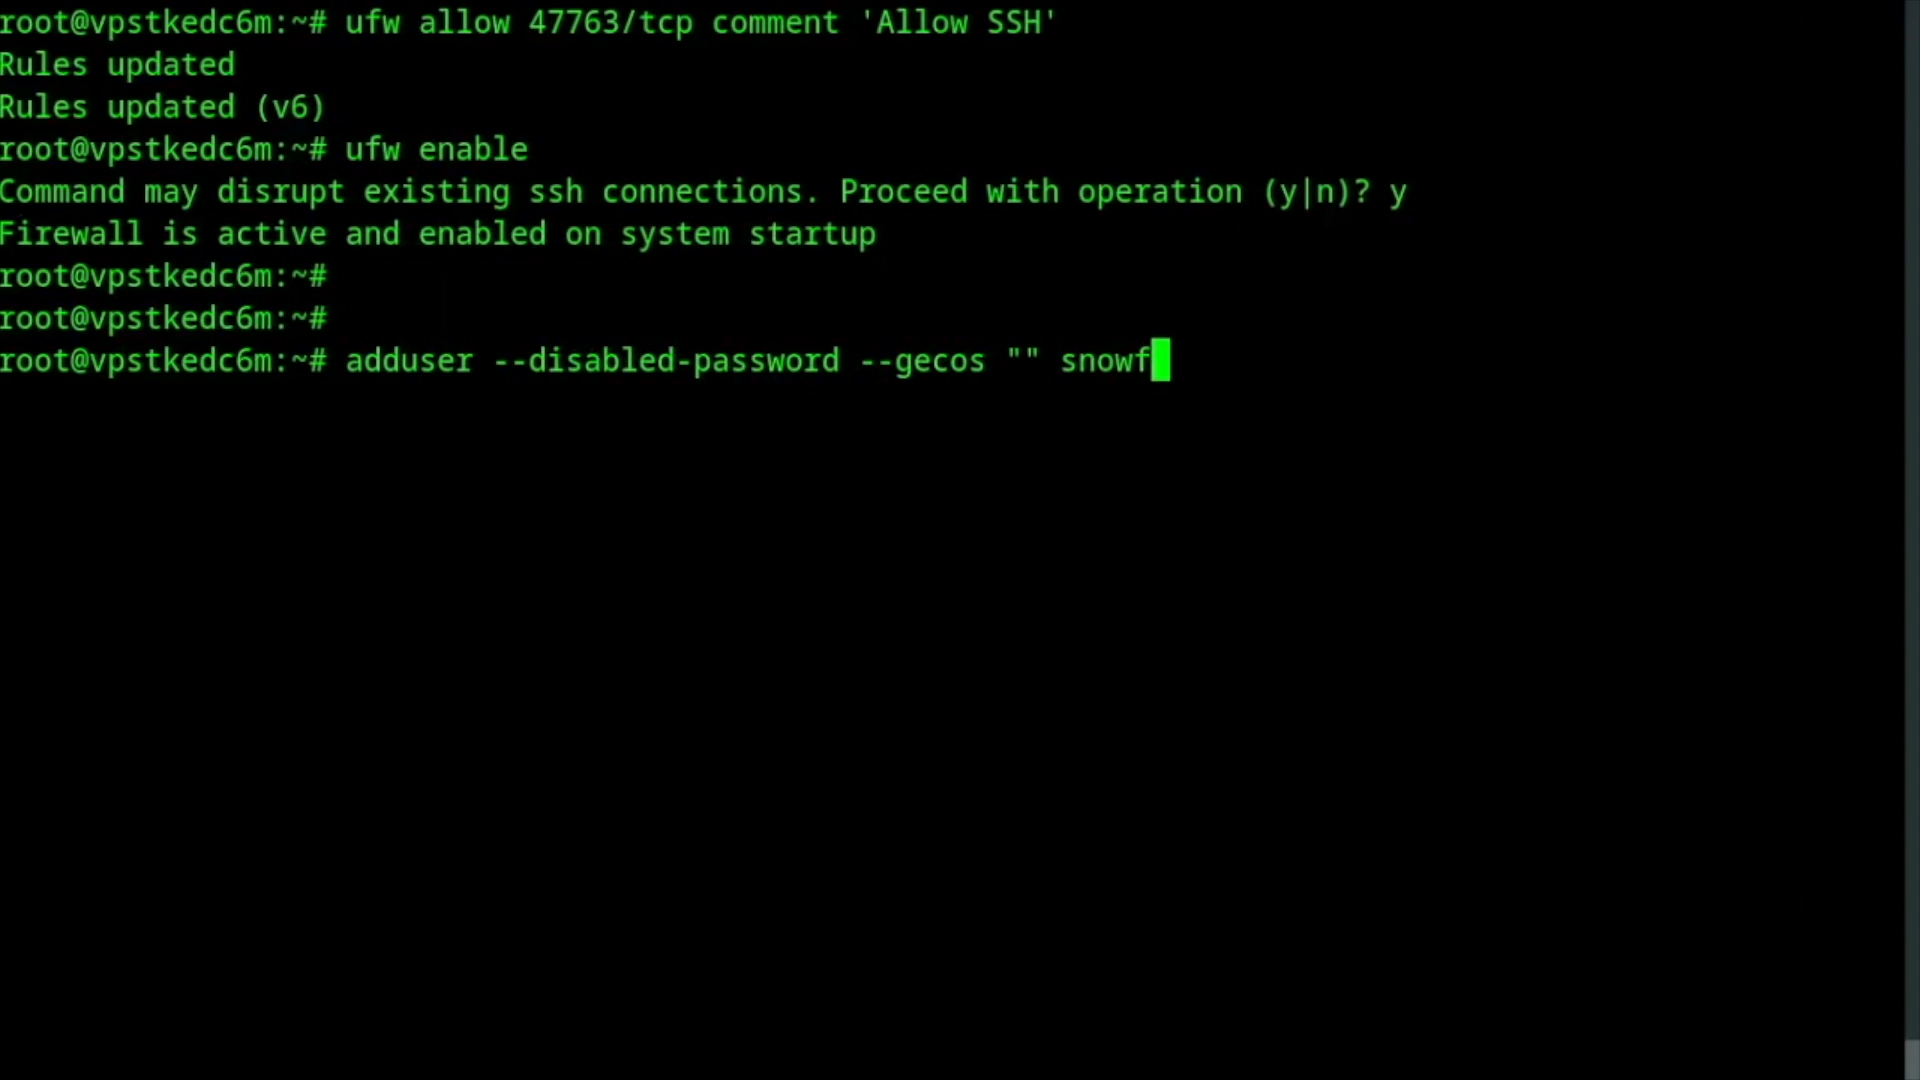 root@vpstkedc6m:~# ufw allow 47763/tcp comment 'Allow SSH'
Rules updated
Rules updated (v6)
root@vpstkedc6m:~# ufw enable
Command may disrupt existing ssh connections. Proceed with operation (y|n)? y
Firewall is active and enabled on system startup
root@vpstkedc6m:~#
root@vpstkedc6m:~#
root@vpstkedc6m:~# adduser --disabled-password --gecos "" snowf